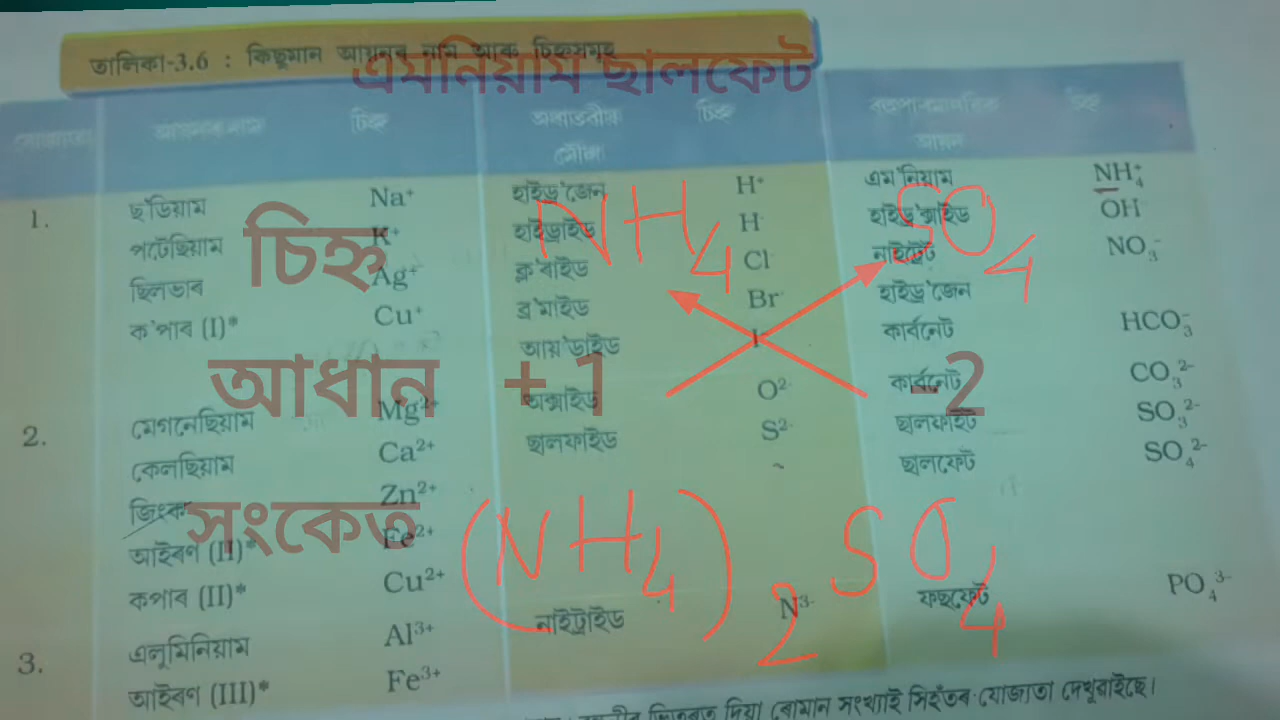 তালিকা-3.6 : কিছুমান আয়নৰ নাম আৰু চিহ্নসমূহ
এমনিয়াম ছালফেট
চিহ্ন চিহ্ন
আয়ন
1. ছ'ডিয়াম Na⁺ হাইড্ৰ'জেন H⁺ এম'নিয়াম NH₄⁺
পটেছিয়াম K⁺ হাইড্ৰাইড H⁻ হাইড্ৰ'ক্সাইড OH⁻
ছিলভাৰ Ag⁺ ক্ল'ৰাইড Cl⁻ নাইট্ৰেট NO₃⁻
ক'পাৰ (I)* Cu⁺ ব্ৰ'মাইড Br⁻ হাইড্ৰ'জেন
আয়'ডাইড I⁻ কাৰ্বনেট HCO₃⁻
NH₄ SO₄
চিহ্ন
আধান +1 -2
2. মেগনেছিয়াম Mg²⁺ অক্সাইড O²⁻ কাৰ্বনেট CO₃²⁻
কেলছিয়াম Ca²⁺ ছালফাইড S²⁻ ছালফাইট SO₃²⁻
জিংক Zn²⁺ ছালফেট SO₄²⁻
আইৰণ (II)* Fe²⁺
কপাৰ (II)* Cu²⁺
সংকেত (NH₄)₂ SO₄
3. এলুমিনিয়াম Al³⁺ নাইট্ৰাইড N³⁻ ফছফেট PO₄³⁻
আইৰণ (III)* Fe³⁺
দিয়া ৰোমান সংখ্যাই সিহঁতৰ যোজ্যতা দেখুৱাইছে।